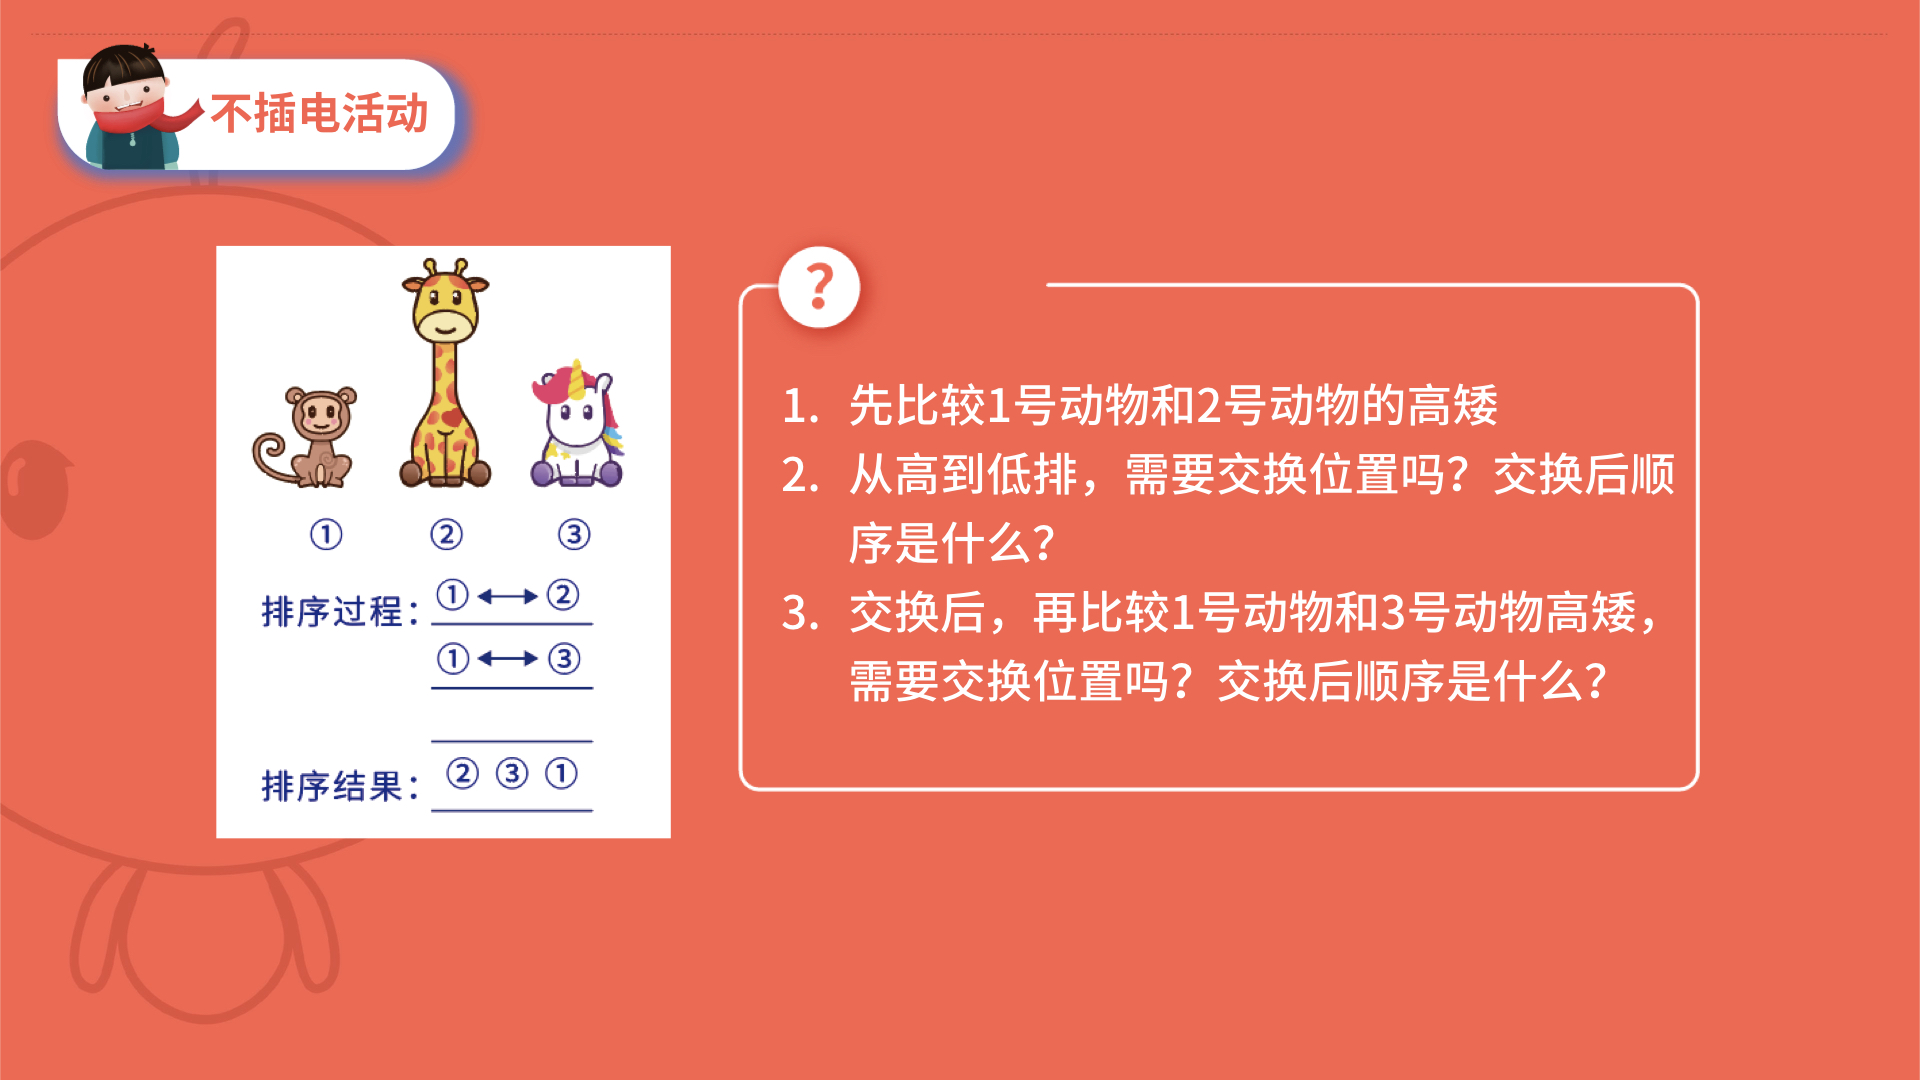 不插电活动
① ② ③
排序过程：① ②
① ③
排序结果：② ③ ①
?
1. 先比较1号动物和2号动物的高矮
2. 从高到低排，需要交换位置吗？交换后顺
序是什么？
3. 交换后，再比较1号动物和3号动物高矮，
需要交换位置吗？交换后顺序是什么？